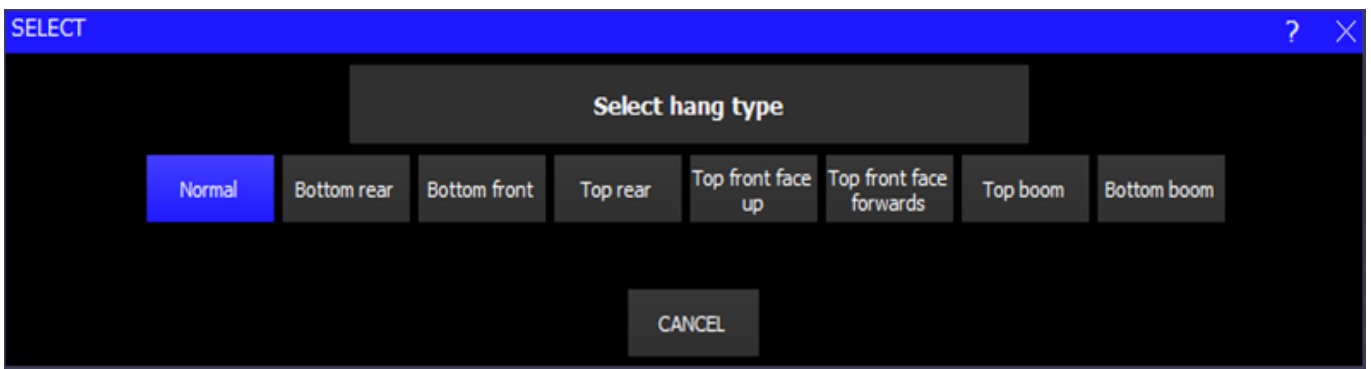 SELECT ?
Select hang type
Normal Bottom rear Bottom front Top rear Top front face up Top front face forwards Top boom Bottom boom
CANCEL